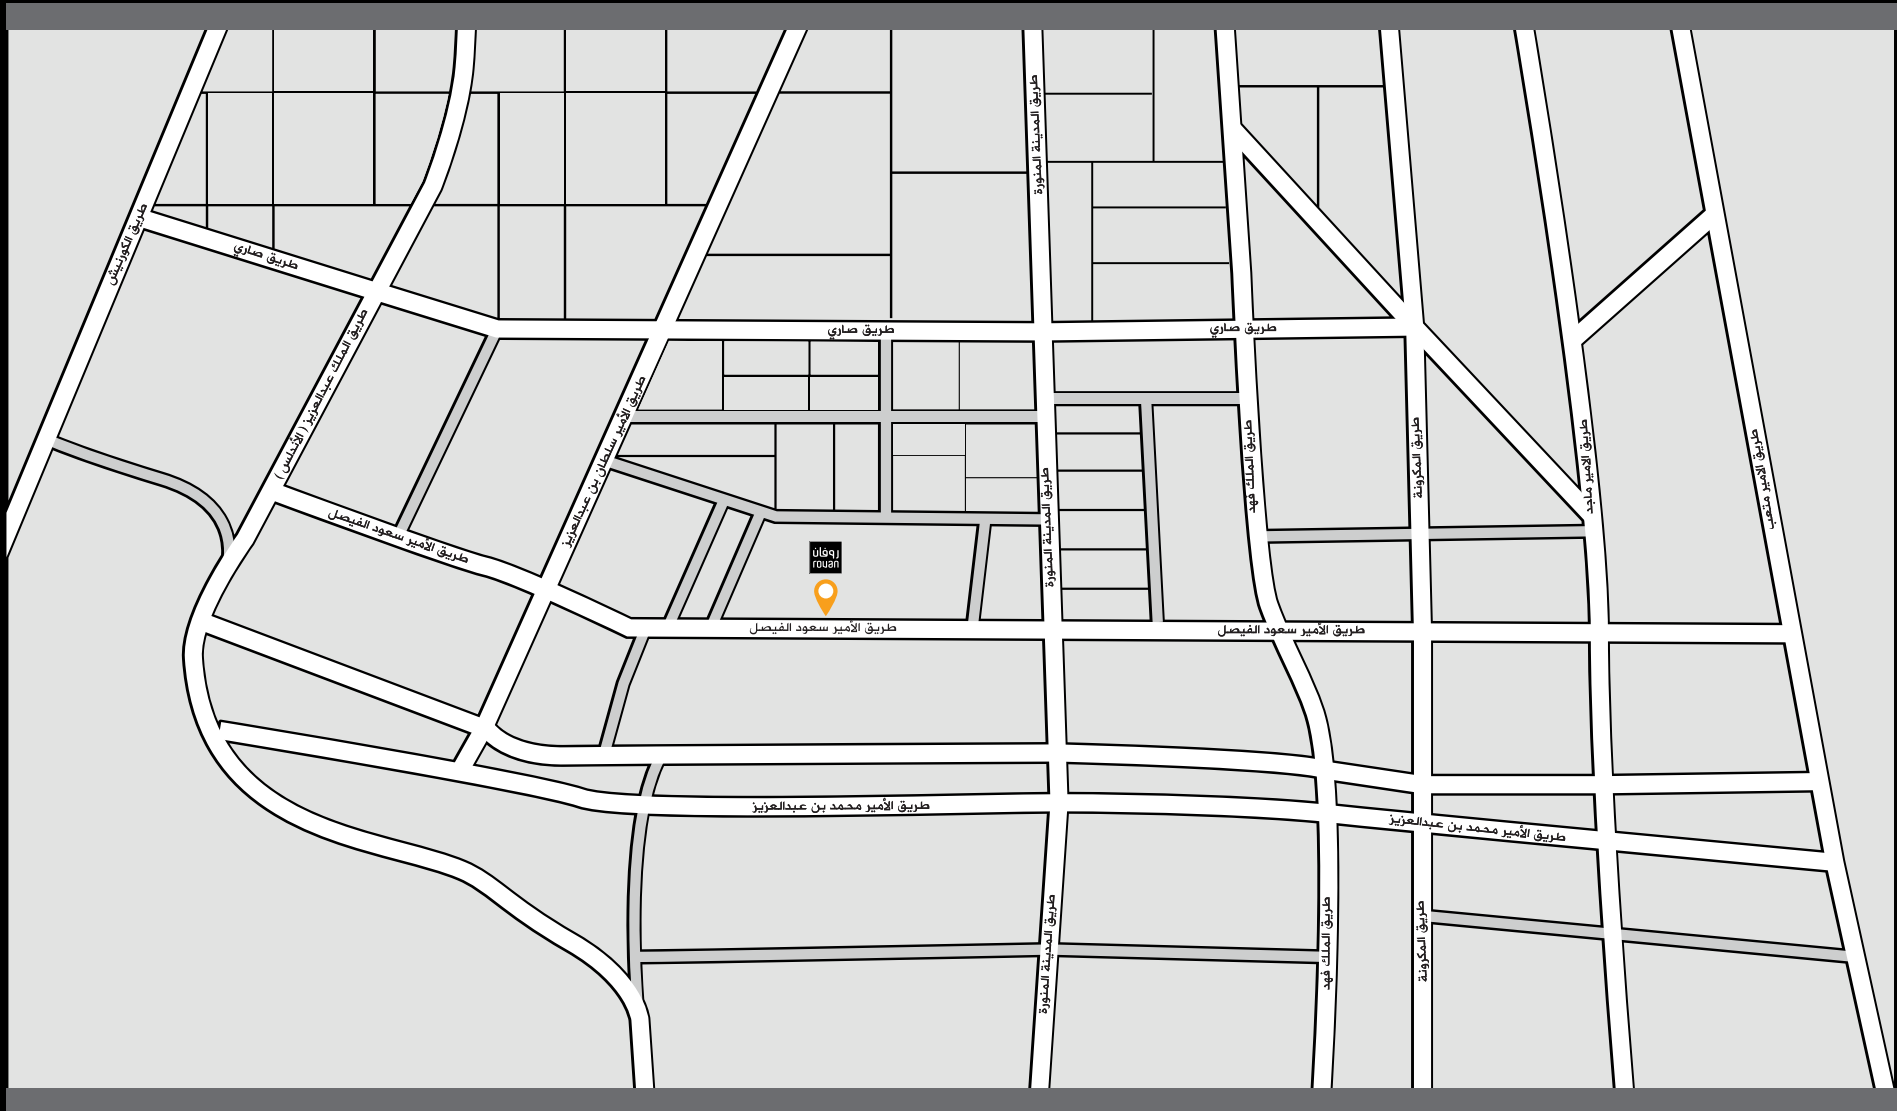 طريق المدينة المنورة
طريق الكورنيش
طريق صاري
طريق صاري
طريق صاري
طريق الملك عبدالعزيز ( الأندلس )
طريق الأمير سلطان بن عبدالعزيز
طريق المدينة المنورة
طريق الملك فهد
طريق المكرونة
طريق الامير ماجد
طريق الامير متعب
طريق الأمير سعود الفيصل
روفان
rouan
طريق الأمير سعود الفيصل
طريق الأمير سعود الفيصل
طريق الأمير محمد بن عبدالعزيز
طريق الأمير محمد بن عبدالعزيز
طريق المدينة المنورة
طريق الملك فهد
طريق المكرونة